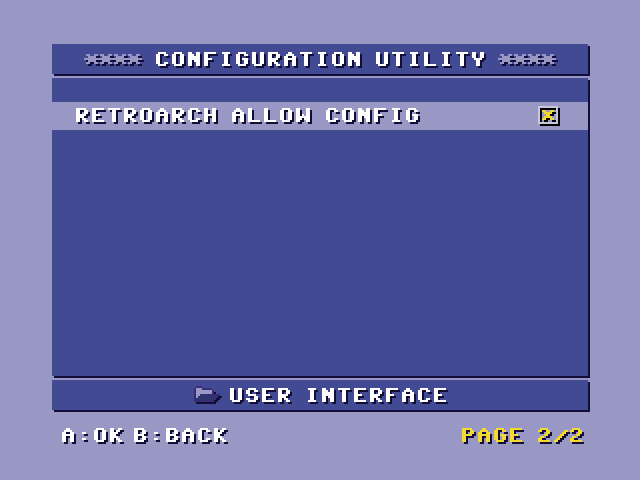 **** CONFIGURATION UTILITY ****
RETROARCH ALLOW CONFIG
USER INTERFACE
A:OK B:BACK
PAGE 2/2